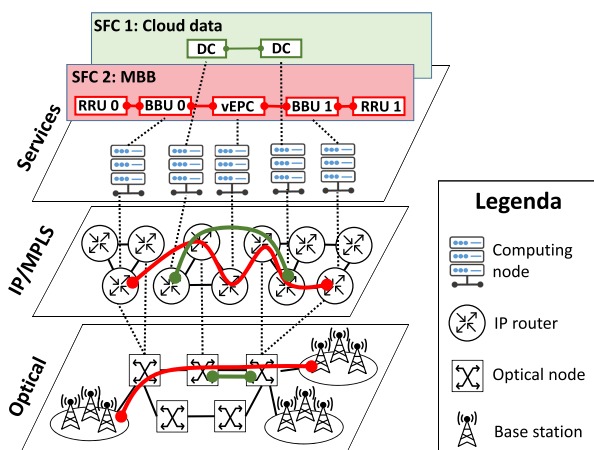 SFC 1: Cloud data
DC DC
SFC 2: MBB
RRU 0 BBU 0 vEPC BBU 1 RRU 1
Services
IP/MPLS
Optical
Legenda
Computing
node
IP router
Optical node
Base station